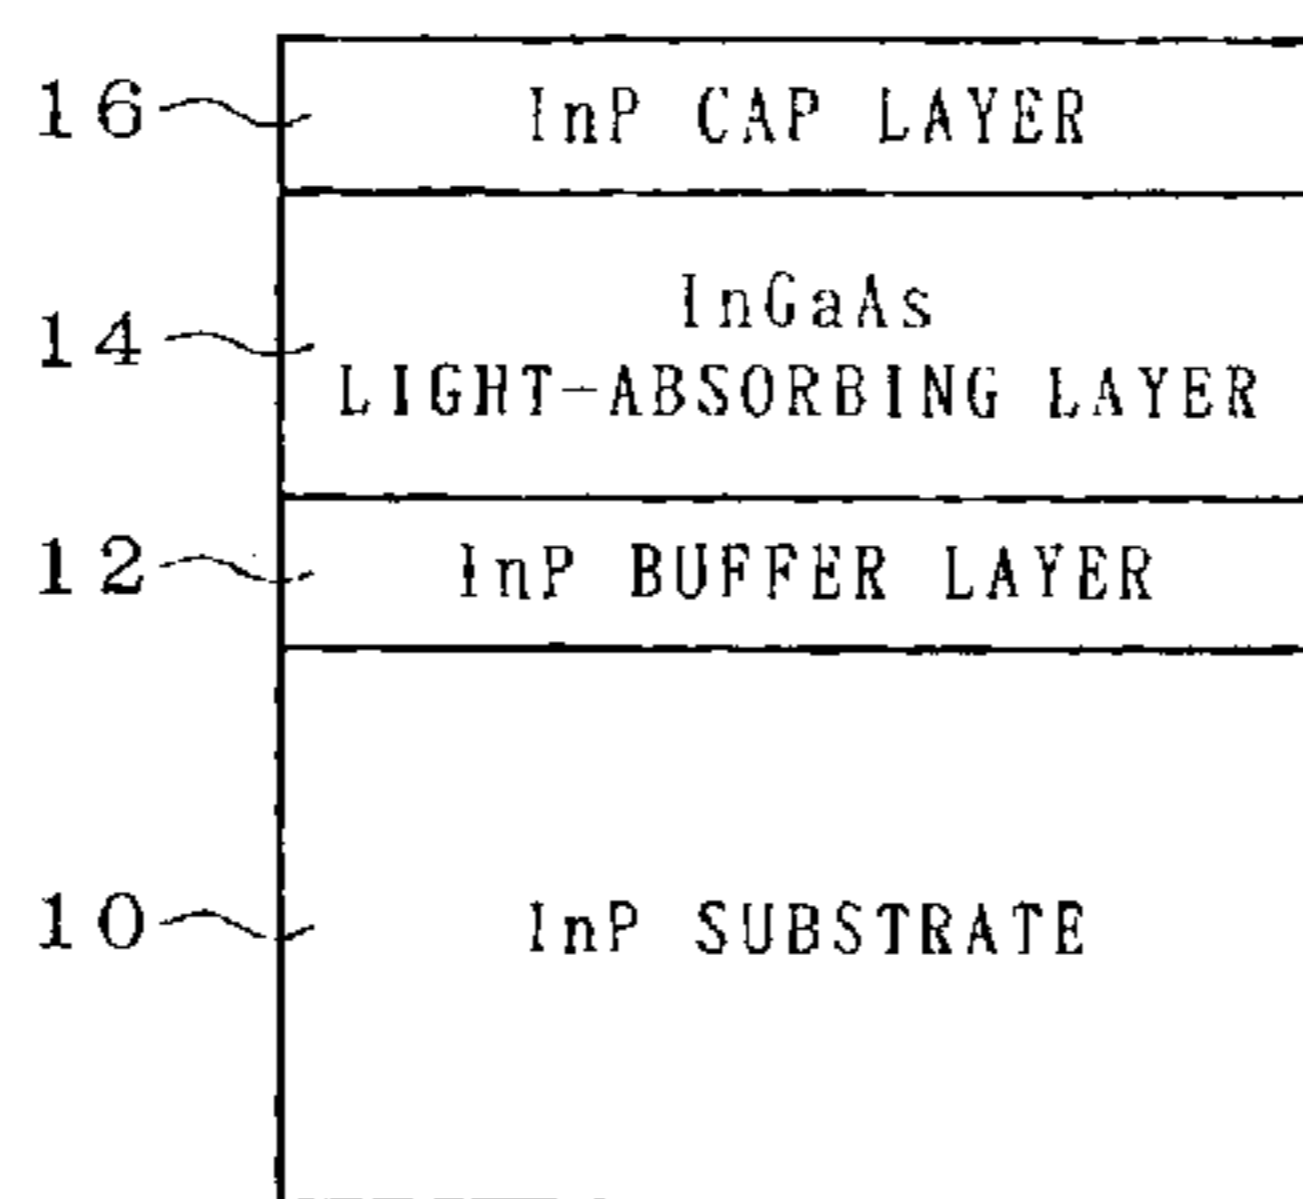 16 InP CAP LAYER
InGaAs
14 LIGHT-ABSORBING LAYER
12 InP BUFFER LAYER
10 InP SUBSTRATE